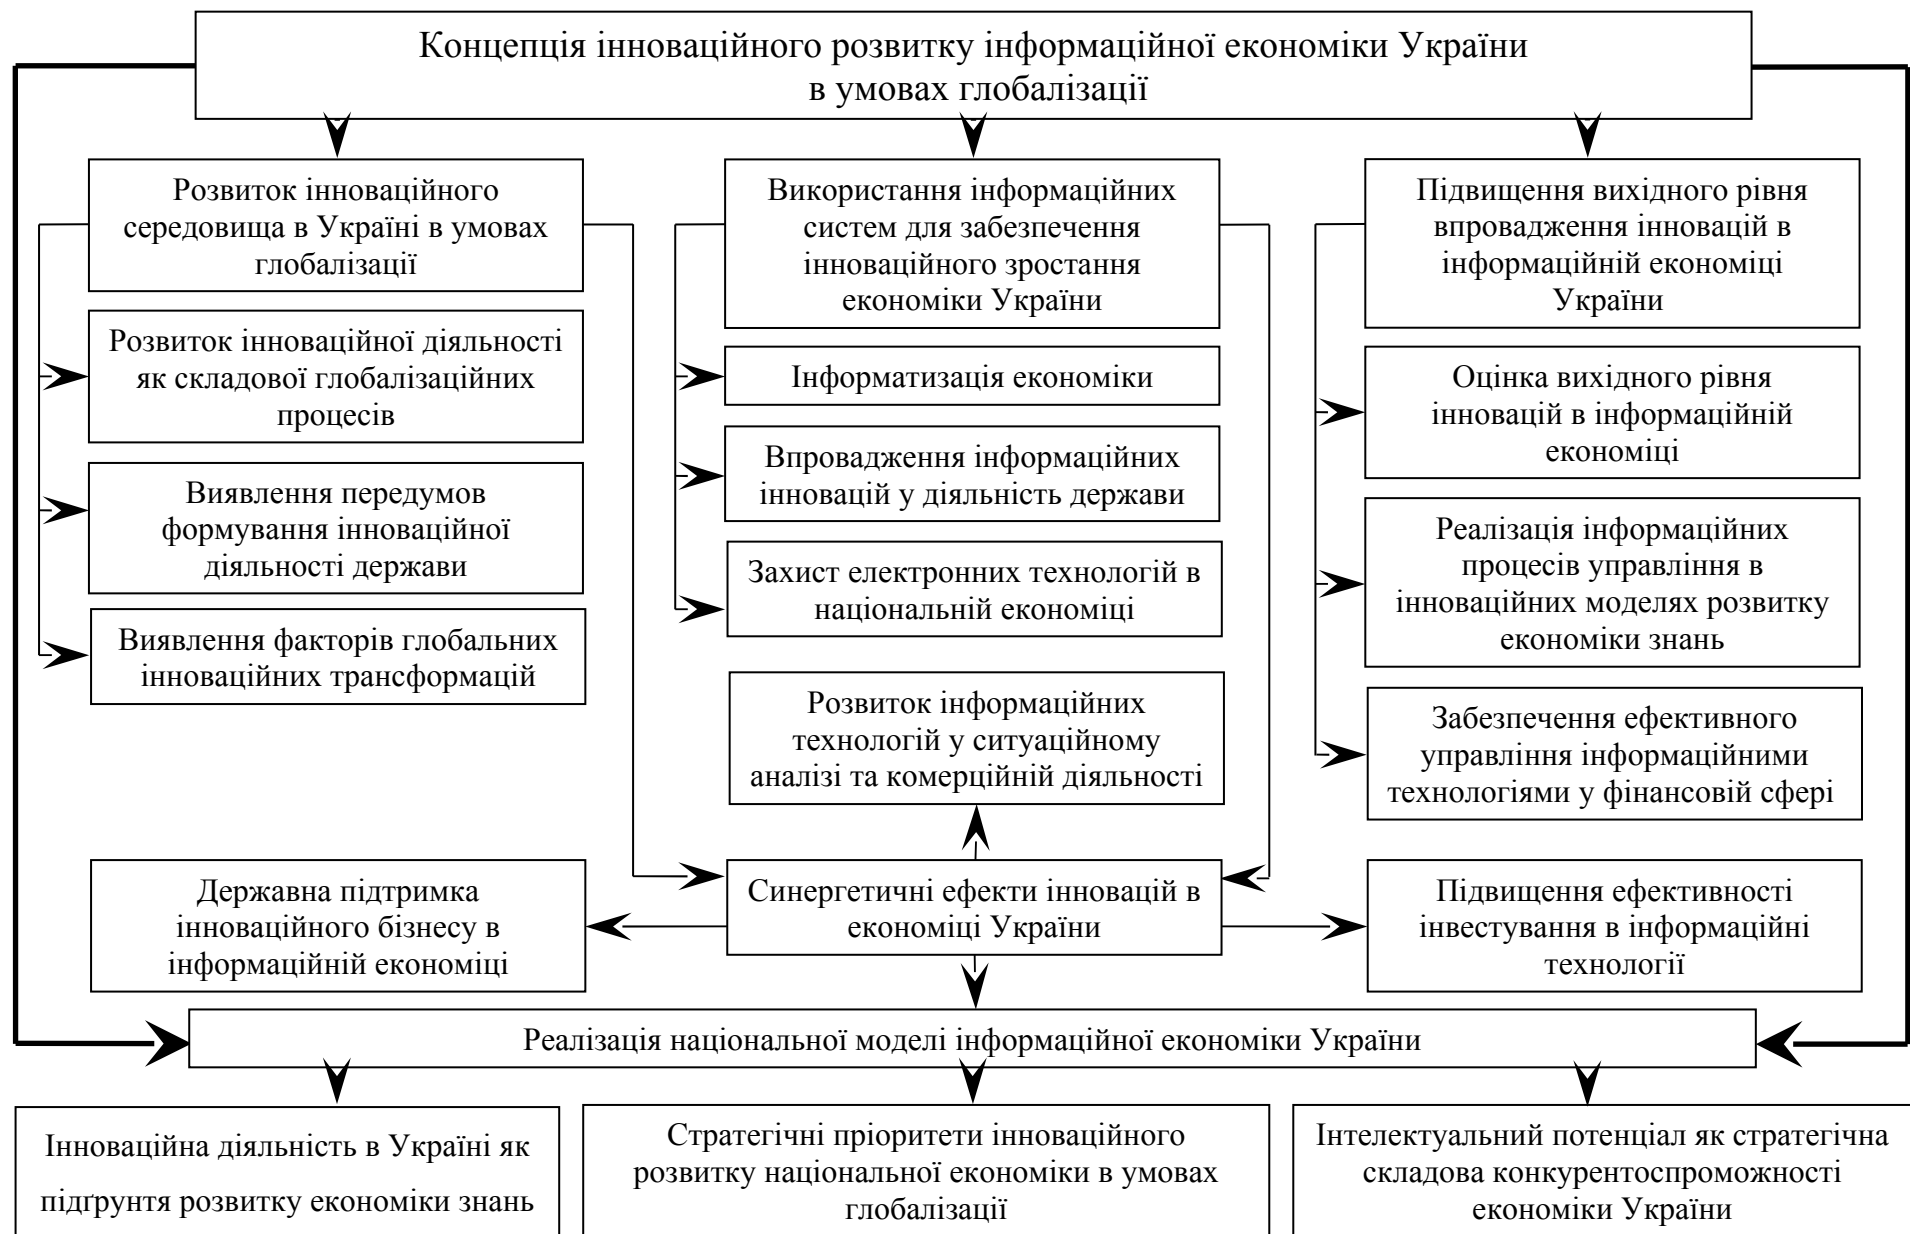 Концепція інноваційного розвитку інформаційної економіки України
в умовах глобалізації
Розвиток інноваційного
середовища в Україні в умовах
глобалізації
Розвиток інноваційної діяльності
як складової глобалізаційних
процесів
Виявлення передумов
формування інноваційної
діяльності держави
Виявлення факторів глобальних
інноваційних трансформацій
Використання інформаційних
систем для забезпечення
інноваційного зростання
економіки України
Інформатизація економіки
Впровадження інформаційних
інновацій у діяльність держави
Захист електронних технологій в
національній економіці
Розвиток інформаційних
технологій у ситуаційному
аналізі та комерційній діяльності
Підвищення вихідного рівня
впровадження інновацій в
інформаційній економіці
України
Оцінка вихідного рівня
інновацій в інформаційній
економіці
Реалізація інформаційних
процесів управління в
інноваційних моделях розвитку
економіки знань
Забезпечення ефективного
управління інформаційними
технологіями у фінансовій сфері
Державна підтримка
інноваційного бізнесу в
інформаційній економіці
Синергетичні ефекти інновацій в
економіці України
Підвищення ефективності
інвестування в інформаційні
технології
Реалізація національної моделі інформаційної економіки України
Інноваційна діяльність в Україні як
підґрунтя розвитку економіки знань
Стратегічні пріоритети інноваційного
розвитку національної економіки в умовах
глобалізації
Інтелектуальний потенціал як стратегічна
складова конкурентоспроможності
економіки України